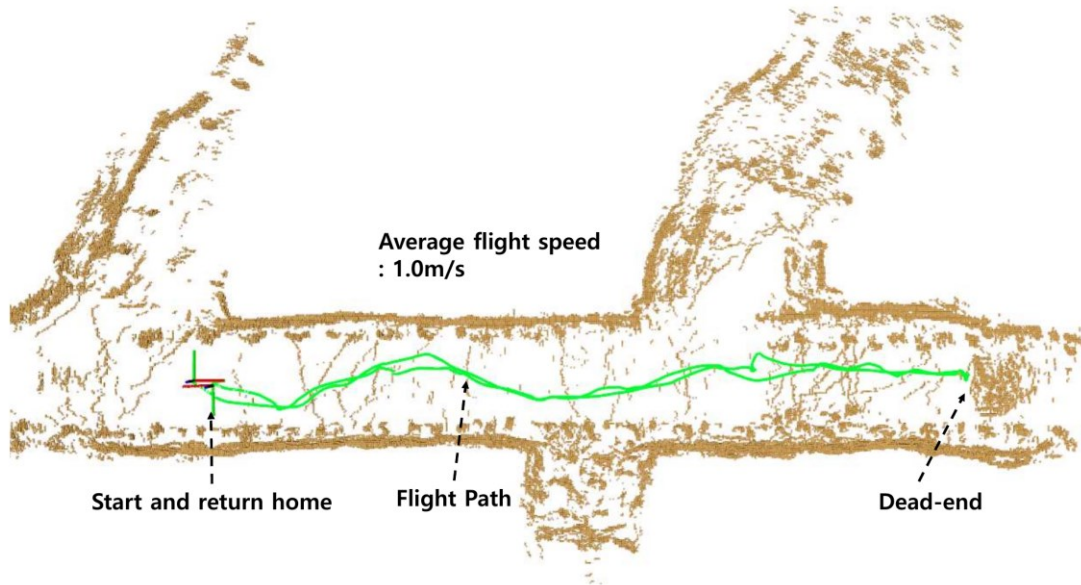 Average flight speed
: 1.0m/s
Start and return home
Flight Path
Dead-end